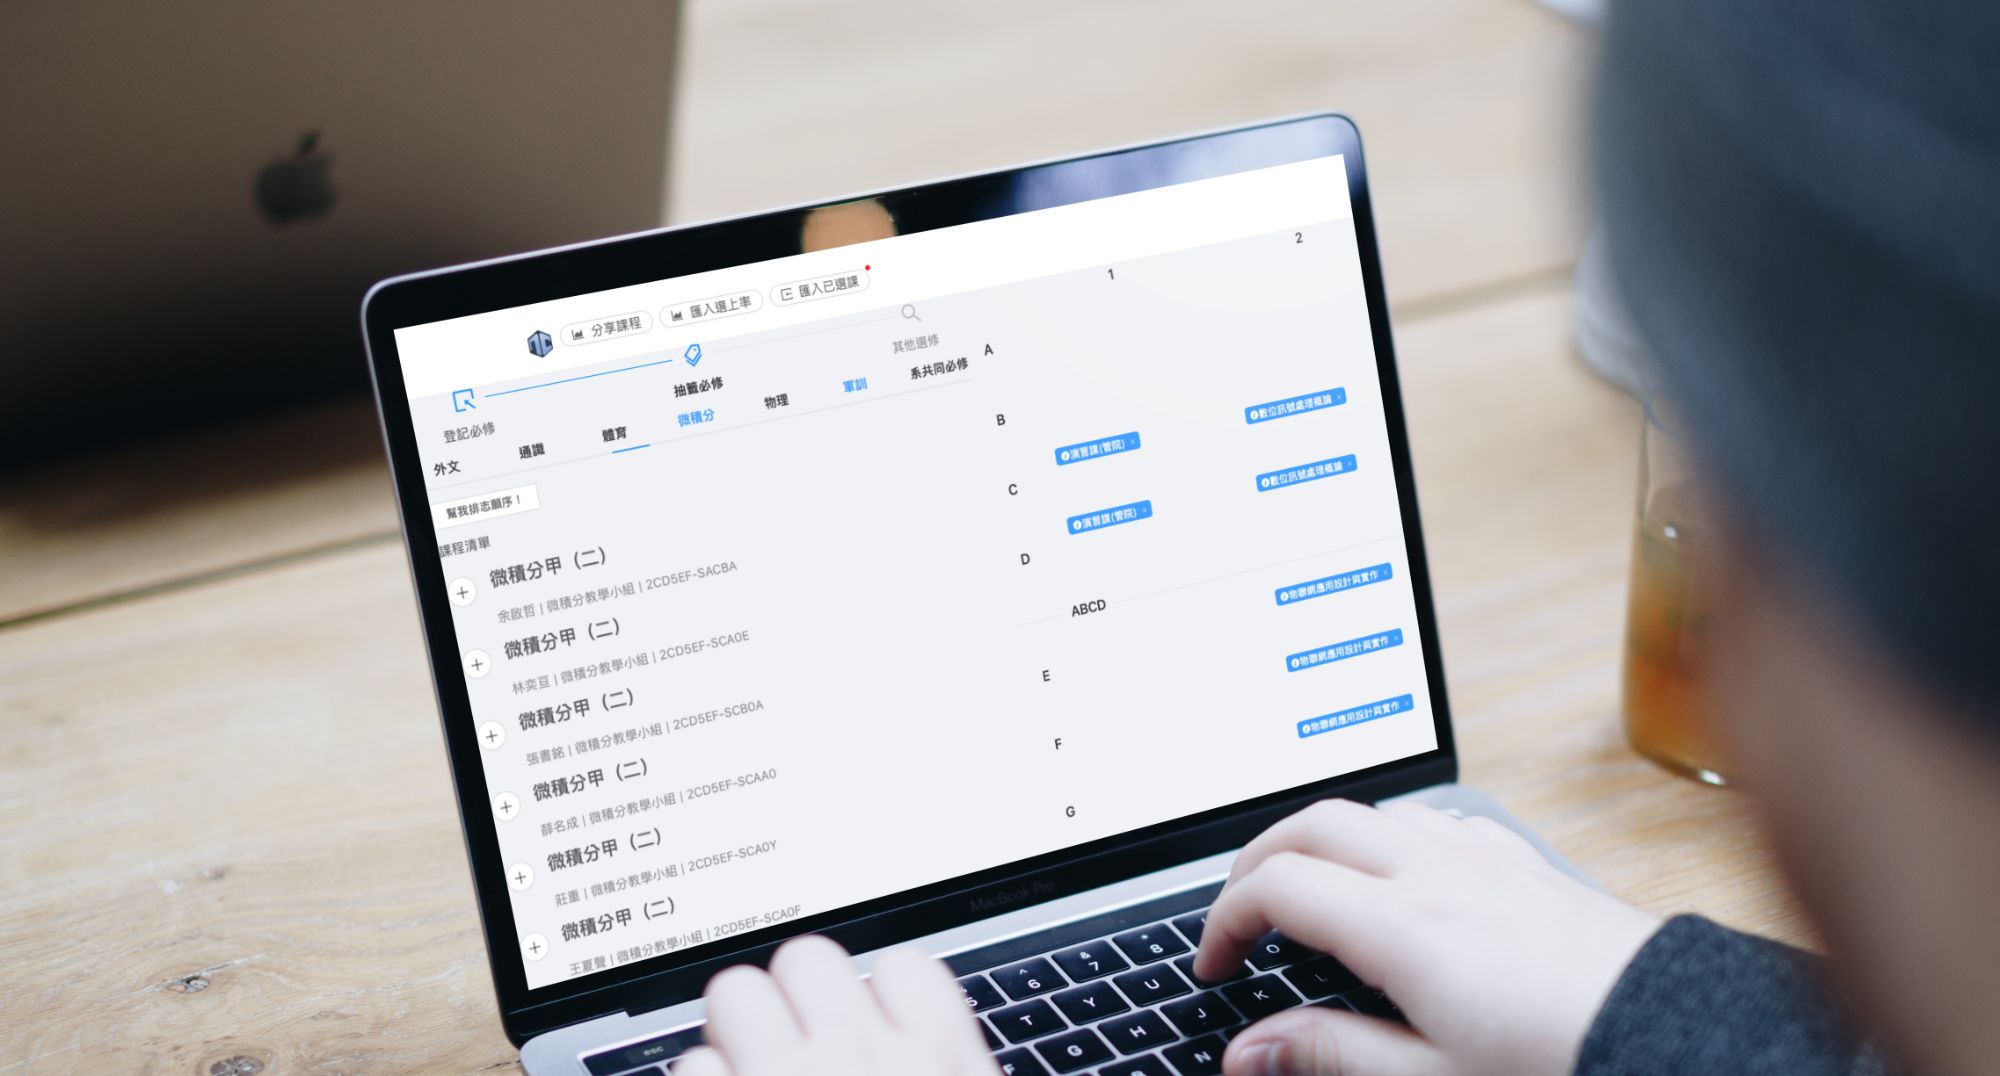 分享課程
匯入選上率
匯入已選課
登記必修
抽籤必修
其他選修
外文
通識
體育
微積分
物理
軍訓
系共同必修
幫我排志願序！
課程清單
微積分甲（二）
余啟哲 | 微積分教學小組 | 2CD5EF-SACBA
微積分甲（二）
林奕亘 | 微積分教學小組 | 2CD5EF-SCA0E
微積分甲（二）
張書銘 | 微積分教學小組 | 2CD5EF-SCB0A
微積分甲（二）
薛名成 | 微積分教學小組 | 2CD5EF-SCAA0
微積分甲（二）
莊重 | 微積分教學小組 | 2CD5EF-SCA0Y
微積分甲（二）
王夏聲 | 微積分教學小組 | 2CD5EF-SCA0F
1
2
A
B
數位訊號處理概論
C
演習課(管院)
數位訊號處理概論
D
演習課(管院)
ABCD
物聯網應用設計與實作
E
物聯網應用設計與實作
F
物聯網應用設計與實作
G
MacBook Pro
esc
5
^ 6
& 7
* 8
T Y U O
G H J K L
F N